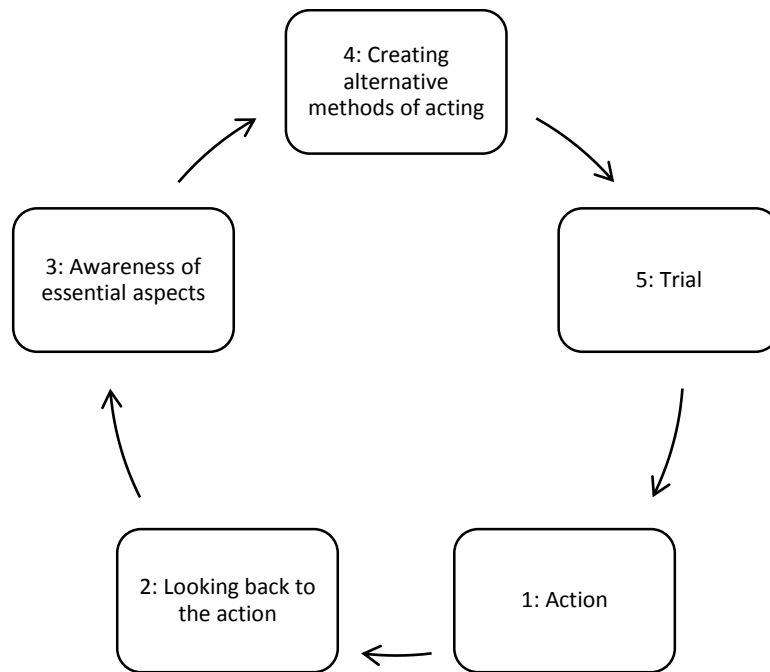 4: Creating
alternative
methods of acting
3: Awareness of
essential aspects
5: Trial
2: Looking back to
the action
1: Action